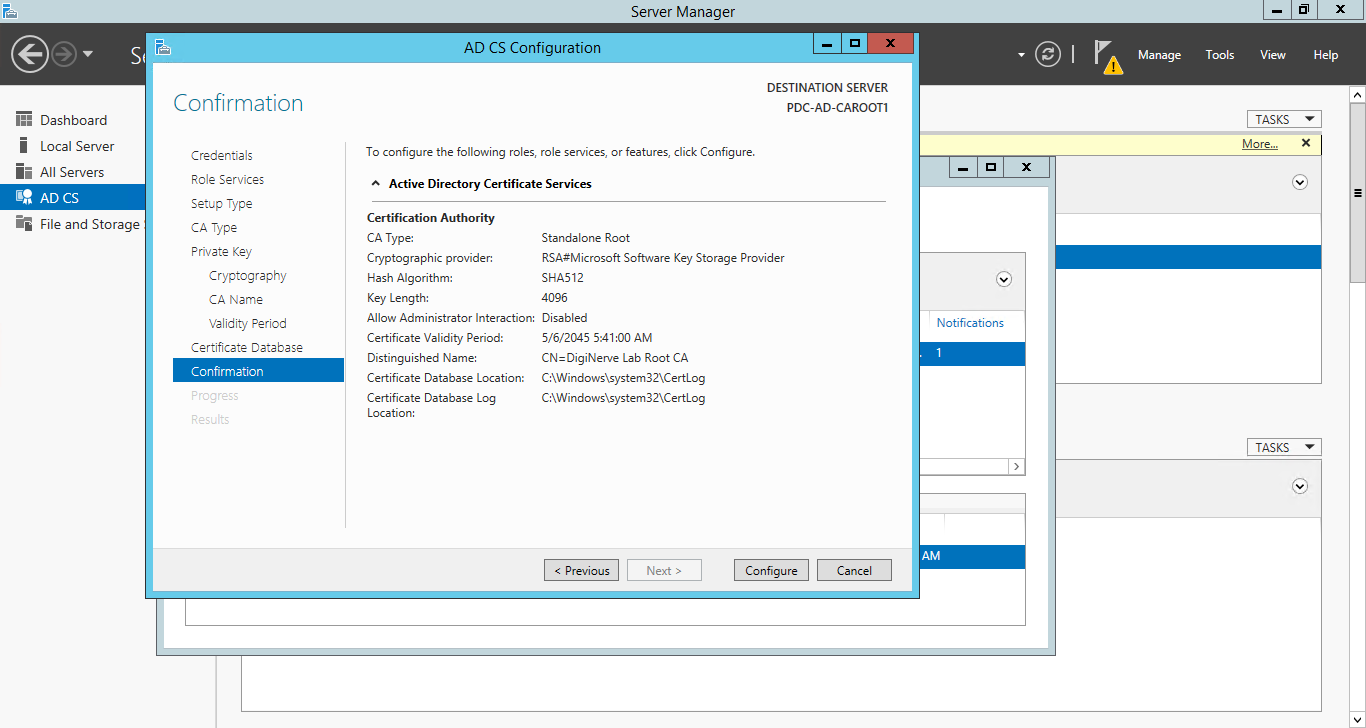 Server Manager
Manage
Tools
View
Help
Dashboard
Local Server
All Servers
AD CS
File and Storage
TASKS
More...
Notifications
1
TASKS
AM
AD CS Configuration
Confirmation
DESTINATION SERVER
PDC-AD-CAROOT1
Credentials
Role Services
Setup Type
CA Type
Private Key
Cryptography
CA Name
Validity Period
Certificate Database
Confirmation
Progress
Results
To configure the following roles, role services, or features, click Configure.
Active Directory Certificate Services
Certification Authority
CA Type: Standalone Root
Cryptographic provider: RSA#Microsoft Software Key Storage Provider
Hash Algorithm: SHA512
Key Length: 4096
Allow Administrator Interaction: Disabled
Certificate Validity Period: 5/6/2045 5:41:00 AM
Distinguished Name: CN=DigiNerve Lab Root CA
Certificate Database Location: C:\Windows\system32\CertLog
Certificate Database Log C:\Windows\system32\CertLog
Location:
< Previous
Next >
Configure
Cancel